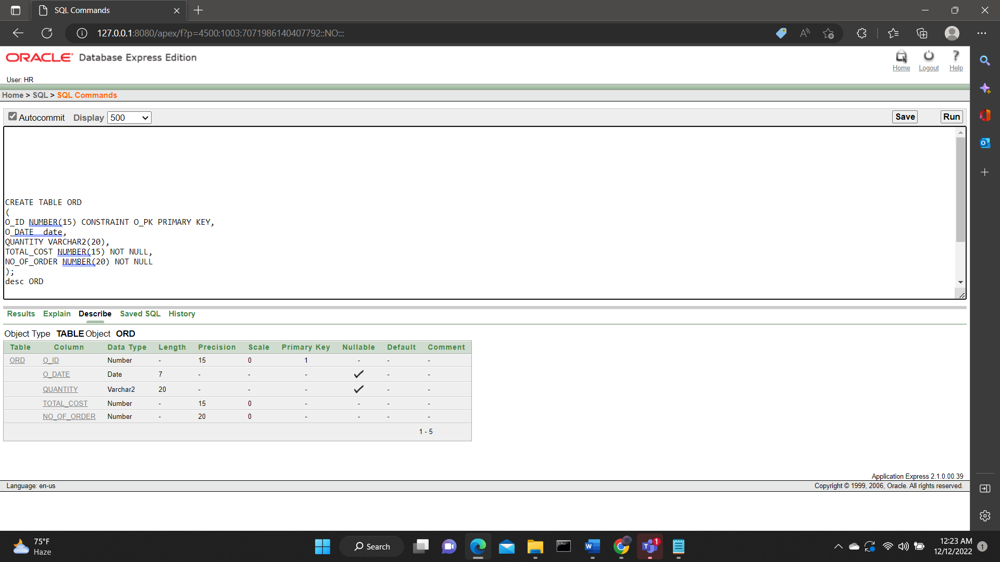 SQL Commands
127.0.0.1:8080/apex/f?p=4500:1003:7071986140407792::NO:::
ORACLE Database Express Edition
Home Logout Help
User: HR
Home > SQL > SQL Commands
Autocommit Display 500 Save Run
CREATE TABLE ORD
(
O_ID NUMBER(15) CONSTRAINT O_PK PRIMARY KEY,
O_DATE date,
QUANTITY VARCHAR2(20),
TOTAL_COST NUMBER(15) NOT NULL,
NO_OF_ORDER NUMBER(20) NOT NULL
);
desc ORD
Results Explain Describe Saved SQL History
Object Type TABLE Object ORD
Table Column Data Type Length Precision Scale Primary Key Nullable Default Comment
ORD O_ID Number - 15 0 1 - - -
O_DATE Date 7 - - - - -
QUANTITY Varchar2 20 - - - - -
TOTAL_COST Number - 15 0 - - - -
NO_OF_ORDER Number - 20 0 - - - -
1 - 5
Application Express 2.1.0.00.39
Language: en-us Copyright © 1999, 2006, Oracle. All rights reserved.
75°F
Haze
Search
1
12:23 AM
12/12/2022
1